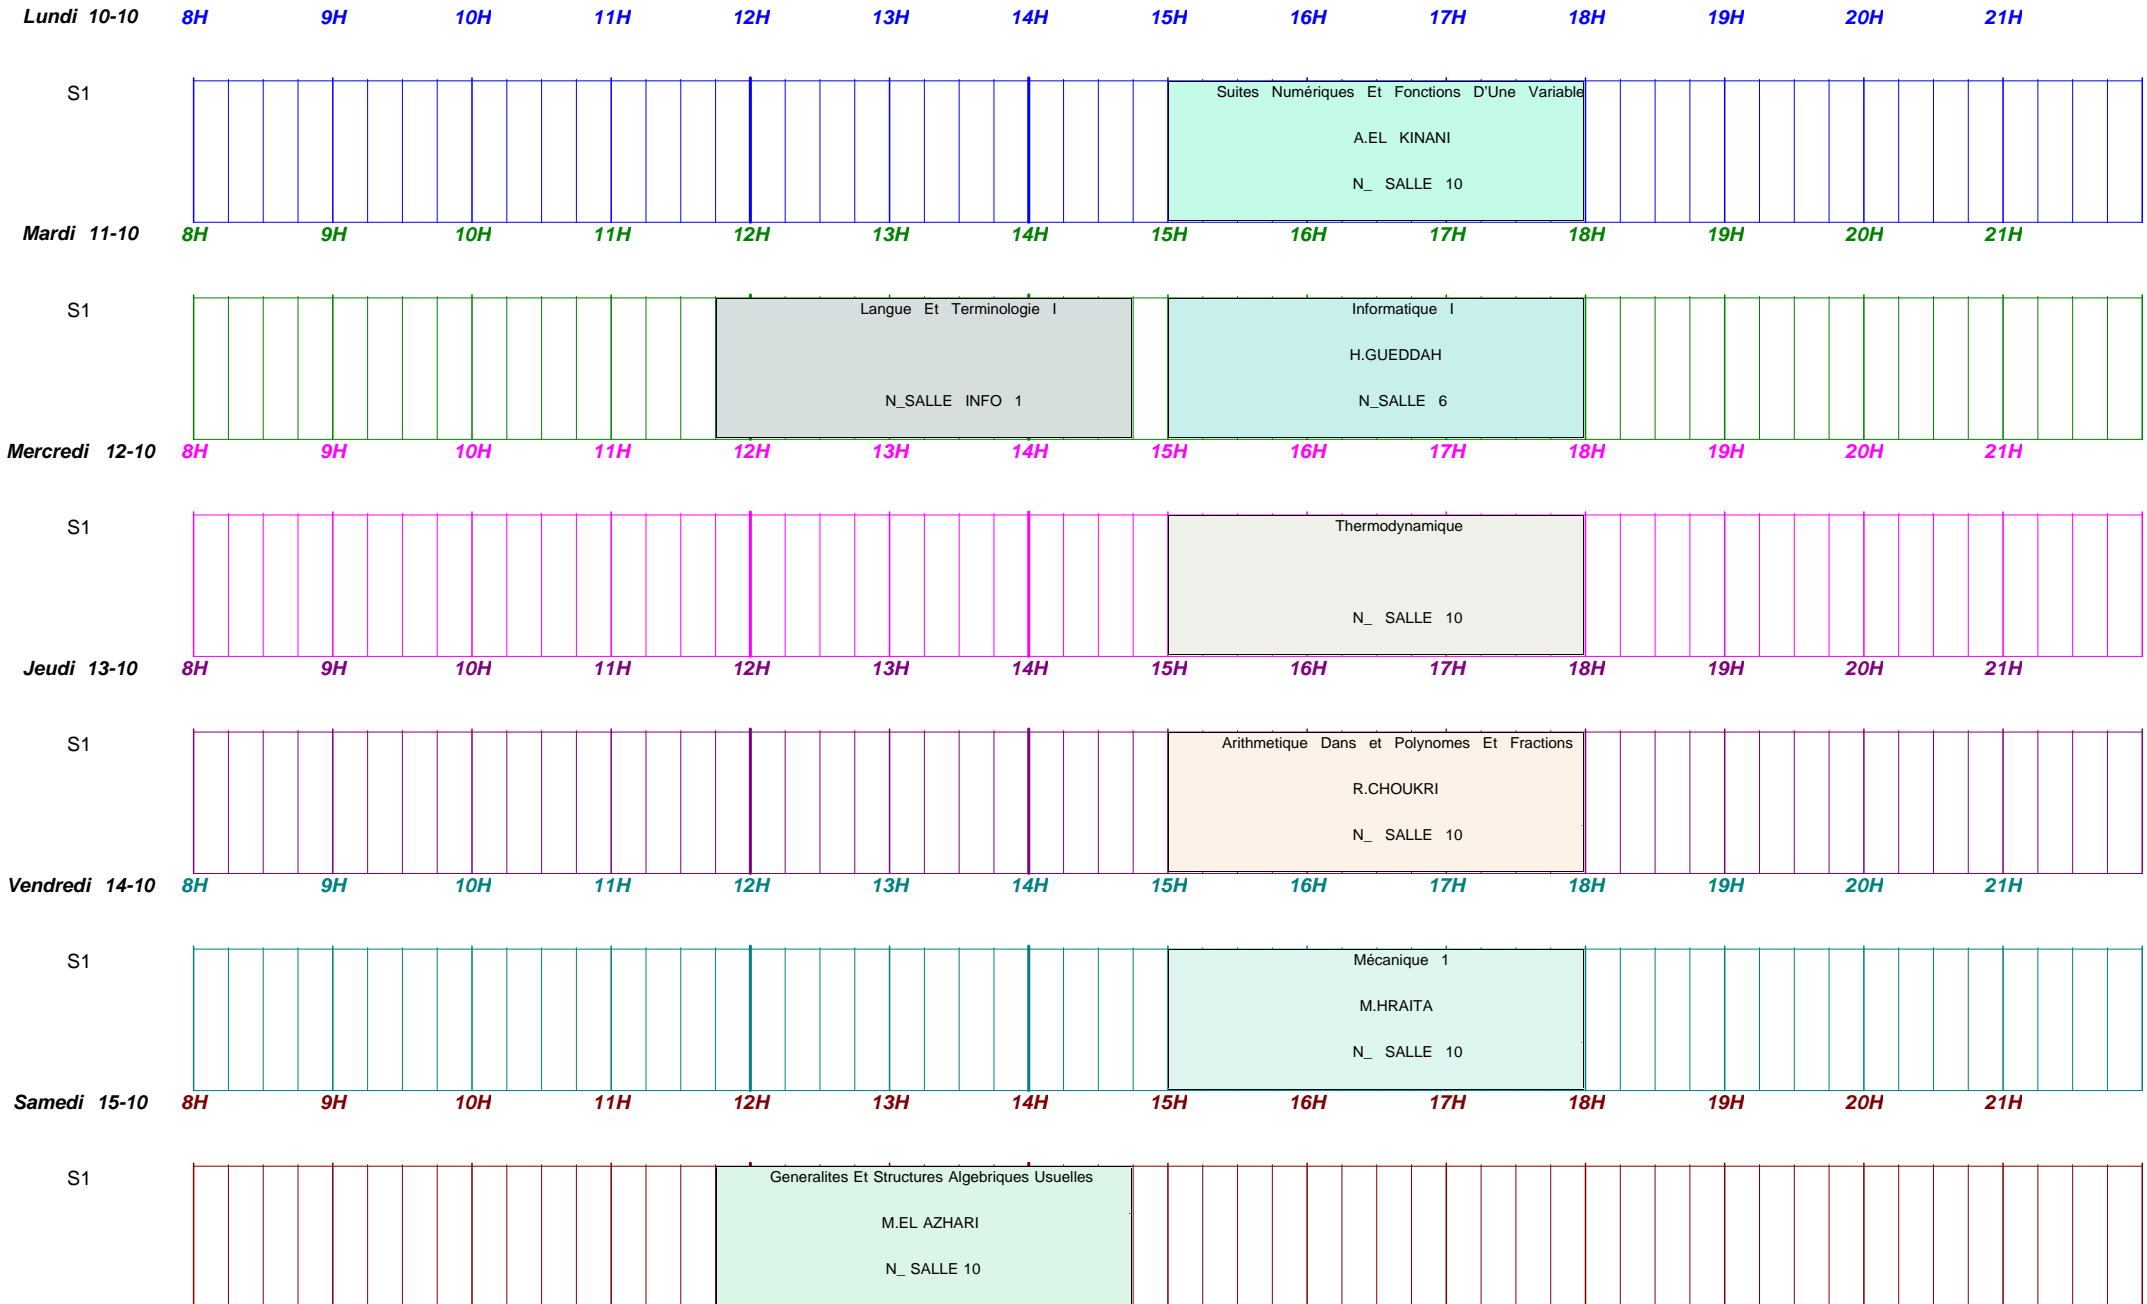 Lundi 10-10 8H 9H 10H 11H 12H 13H 14H 15H 16H 17H 18H 19H 20H 21H
S1
Suites Numériques Et Fonctions D'Une Variable
A.EL KINANI
N_ SALLE 10
Mardi 11-10 8H 9H 10H 11H 12H 13H 14H 15H 16H 17H 18H 19H 20H 21H
S1
Langue Et Terminologie I
N_SALLE INFO 1
Informatique I
H.GUEDDAH
N_SALLE 6
Mercredi 12-10 8H 9H 10H 11H 12H 13H 14H 15H 16H 17H 18H 19H 20H 21H
S1
Thermodynamique
N_ SALLE 10
Jeudi 13-10 8H 9H 10H 11H 12H 13H 14H 15H 16H 17H 18H 19H 20H 21H
S1
Arithmetique Dans et Polynomes Et Fractions
R.CHOUKRI
N_ SALLE 10
Vendredi 14-10 8H 9H 10H 11H 12H 13H 14H 15H 16H 17H 18H 19H 20H 21H
S1
Mécanique 1
M.HRAITA
N_ SALLE 10
Samedi 15-10 8H 9H 10H 11H 12H 13H 14H 15H 16H 17H 18H 19H 20H 21H
S1
Generalites Et Structures Algebriques Usuelles
M.EL AZHARI
N_ SALLE 10